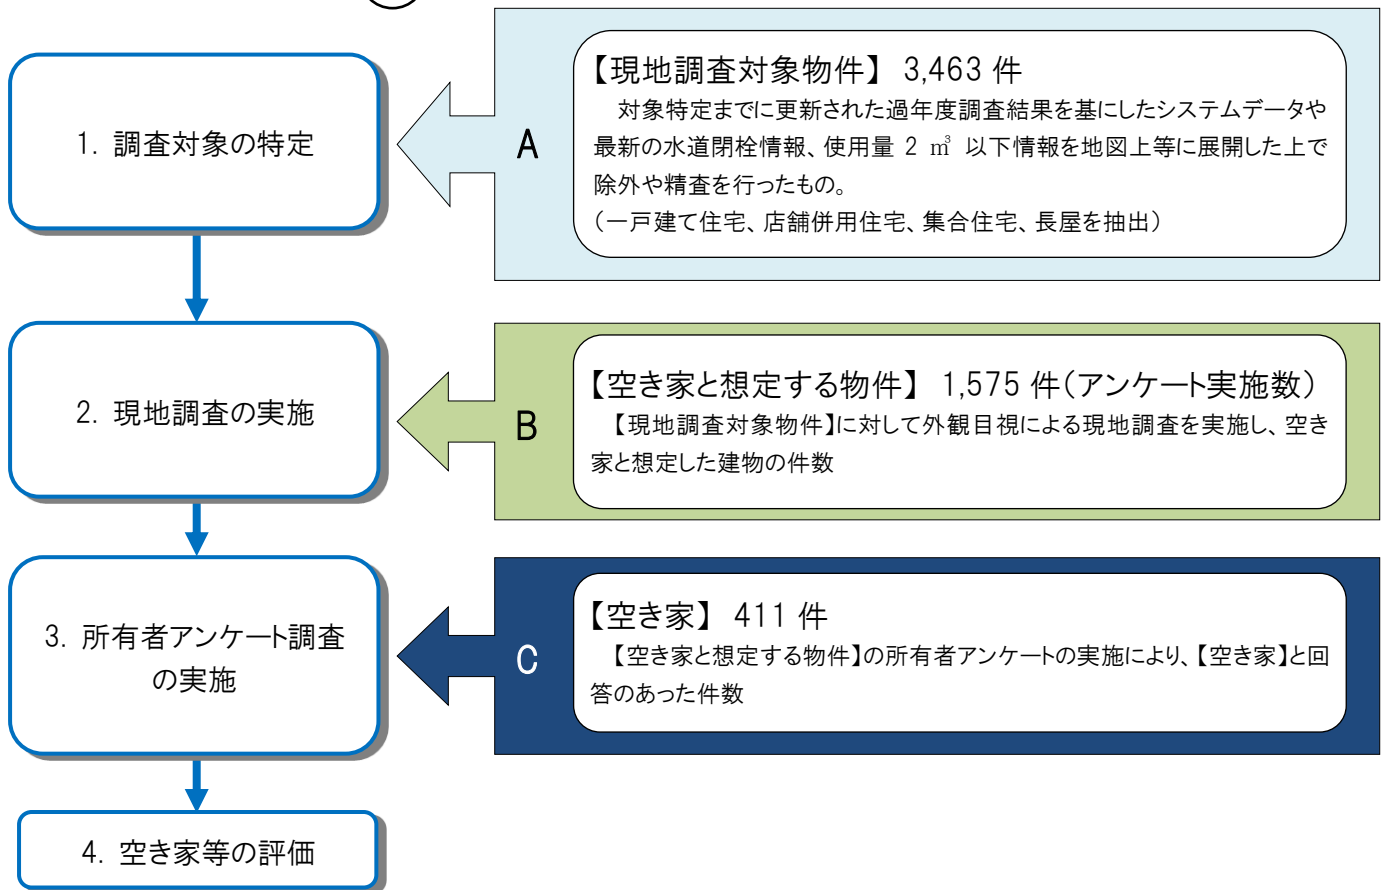 1. 調査対象の特定
A
【現地調査対象物件】 3,463 件
対象特定までに更新された過年度調査結果を基にしたシステムデータや
最新の水道閉栓情報、使用量 2 ㎥ 以下情報を地図上等に展開した上で
除外や精査を行ったもの。
（一戸建て住宅、店舗併用住宅、集合住宅、長屋を抽出）
2. 現地調査の実施
B
【空き家と想定する物件】 1,575 件（アンケート実施数）
【現地調査対象物件】に対して外観目視による現地調査を実施し、空き
家と想定した建物の件数
3. 所有者アンケート調査
の実施
C
【空き家】 411 件
【空き家と想定する物件】の所有者アンケートの実施により、【空き家】と回
答のあった件数
4. 空き家等の評価